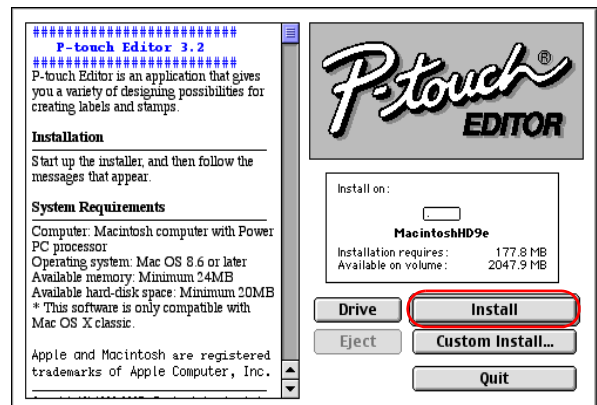 #########################
P-touch Editor 3.2
#########################
P-touch Editor is an application that gives
you a variety of designing possibilities for
creating labels and stamps.
Installation
Start up the installer, and then follow the
messages that appear.
System Requirements
Computer: Macintosh computer with Power
PC processor
Operating system: Mac OS 8.6 or later
Available memory: Minimum 24MB
Available hard-disk space: Minimum 20MB
* This software is only compatible with
Mac OS X classic.
Apple and Macintosh are registered
trademarks of Apple Computer, Inc.
P-touch®
EDITOR
Install on:
MacintoshHD
9e
Installation requires: 177.8 MB
Available on volume: 2047.9 MB
Drive
Install
Eject
Custom Install...
Quit